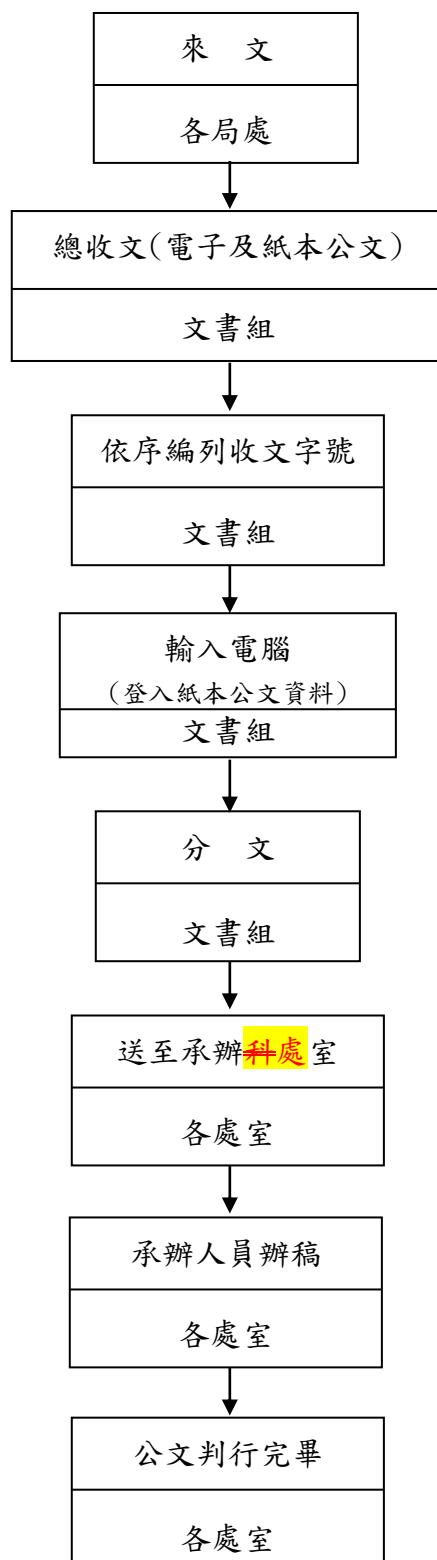 來　文
各局處
總收文(電子及紙本公文)
文書組
依序編列收文字號
文書組
輸入電腦
(登入紙本公文資料)
文書組
分　文
文書組
送至承辦科處室
各處室
承辦人員辦稿
各處室
公文判行完畢
各處室